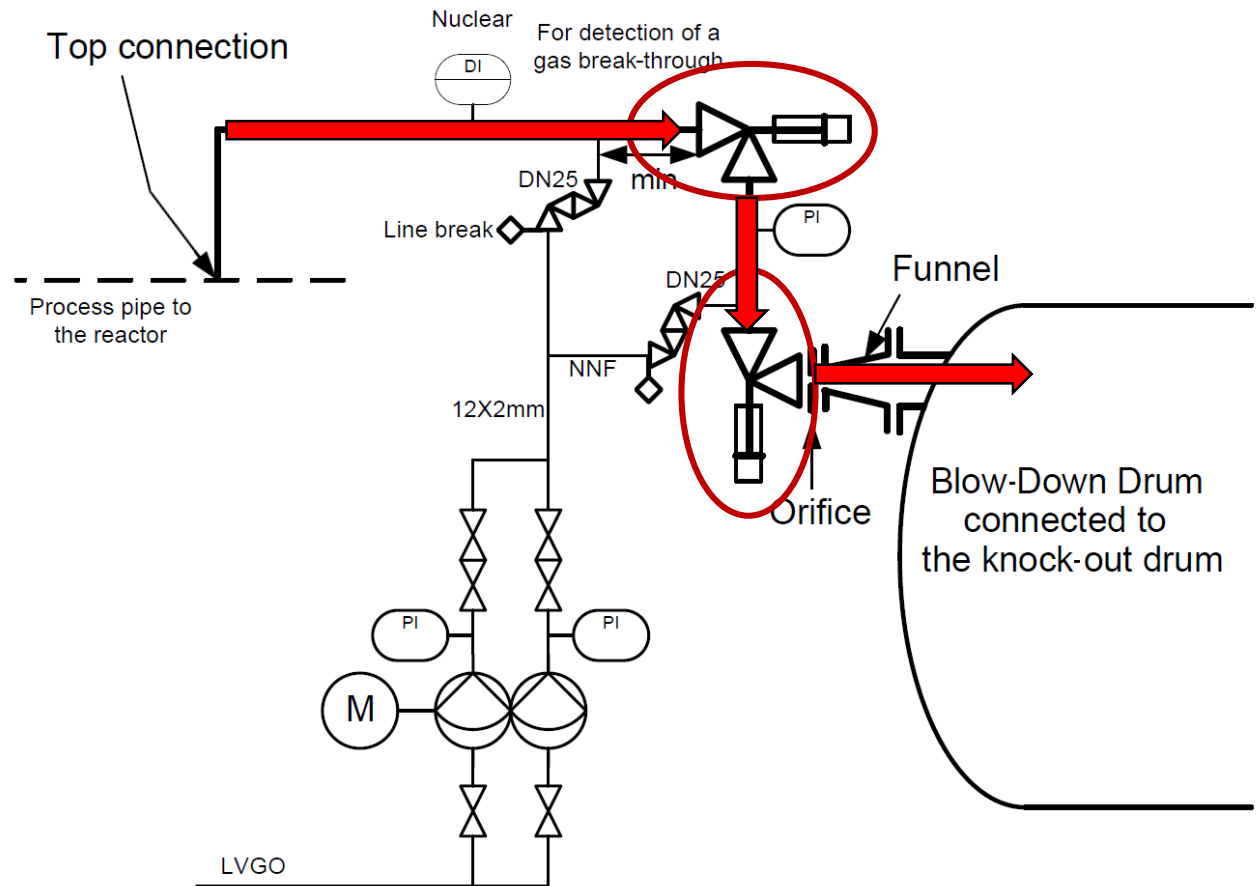 Nuclear
For detection of a
gas break-through
Top connection
DI
DN25
min
Line break
PI
Process pipe to
the reactor
DN25
Funnel
NNF
12X2mm
Orifice
Blow-Down Drum
connected to
the knock-out drum
PI
PI
M
LVGO